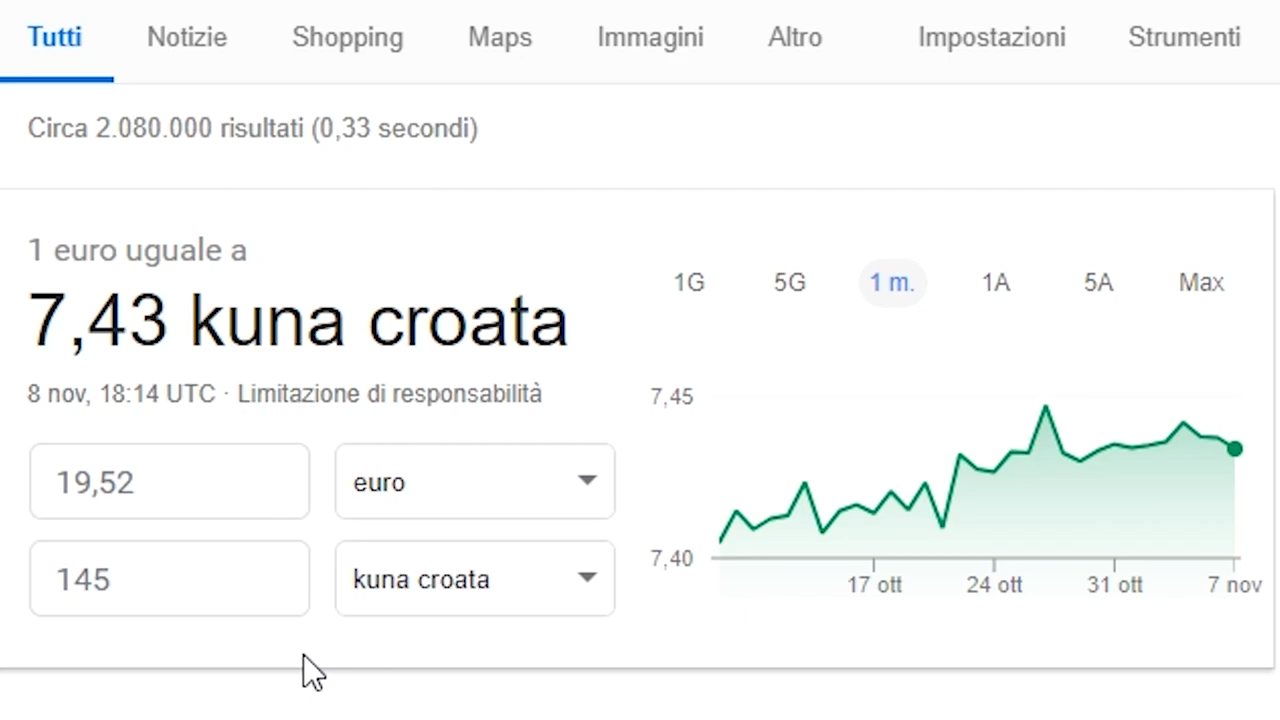 Tutti Notizie Shopping Maps Immagini Altro Impostazioni Strumenti
Circa 2.080.000 risultati (0,33 secondi)
1 euro uguale a
7,43 kuna croata
8 nov, 18:14 UTC · Limitazione di responsabilità
19,52 euro
145 kuna croata
1G 5G 1 m. 1A 5A Max
7,45
7,40
17 ott 24 ott 31 ott 7 nov